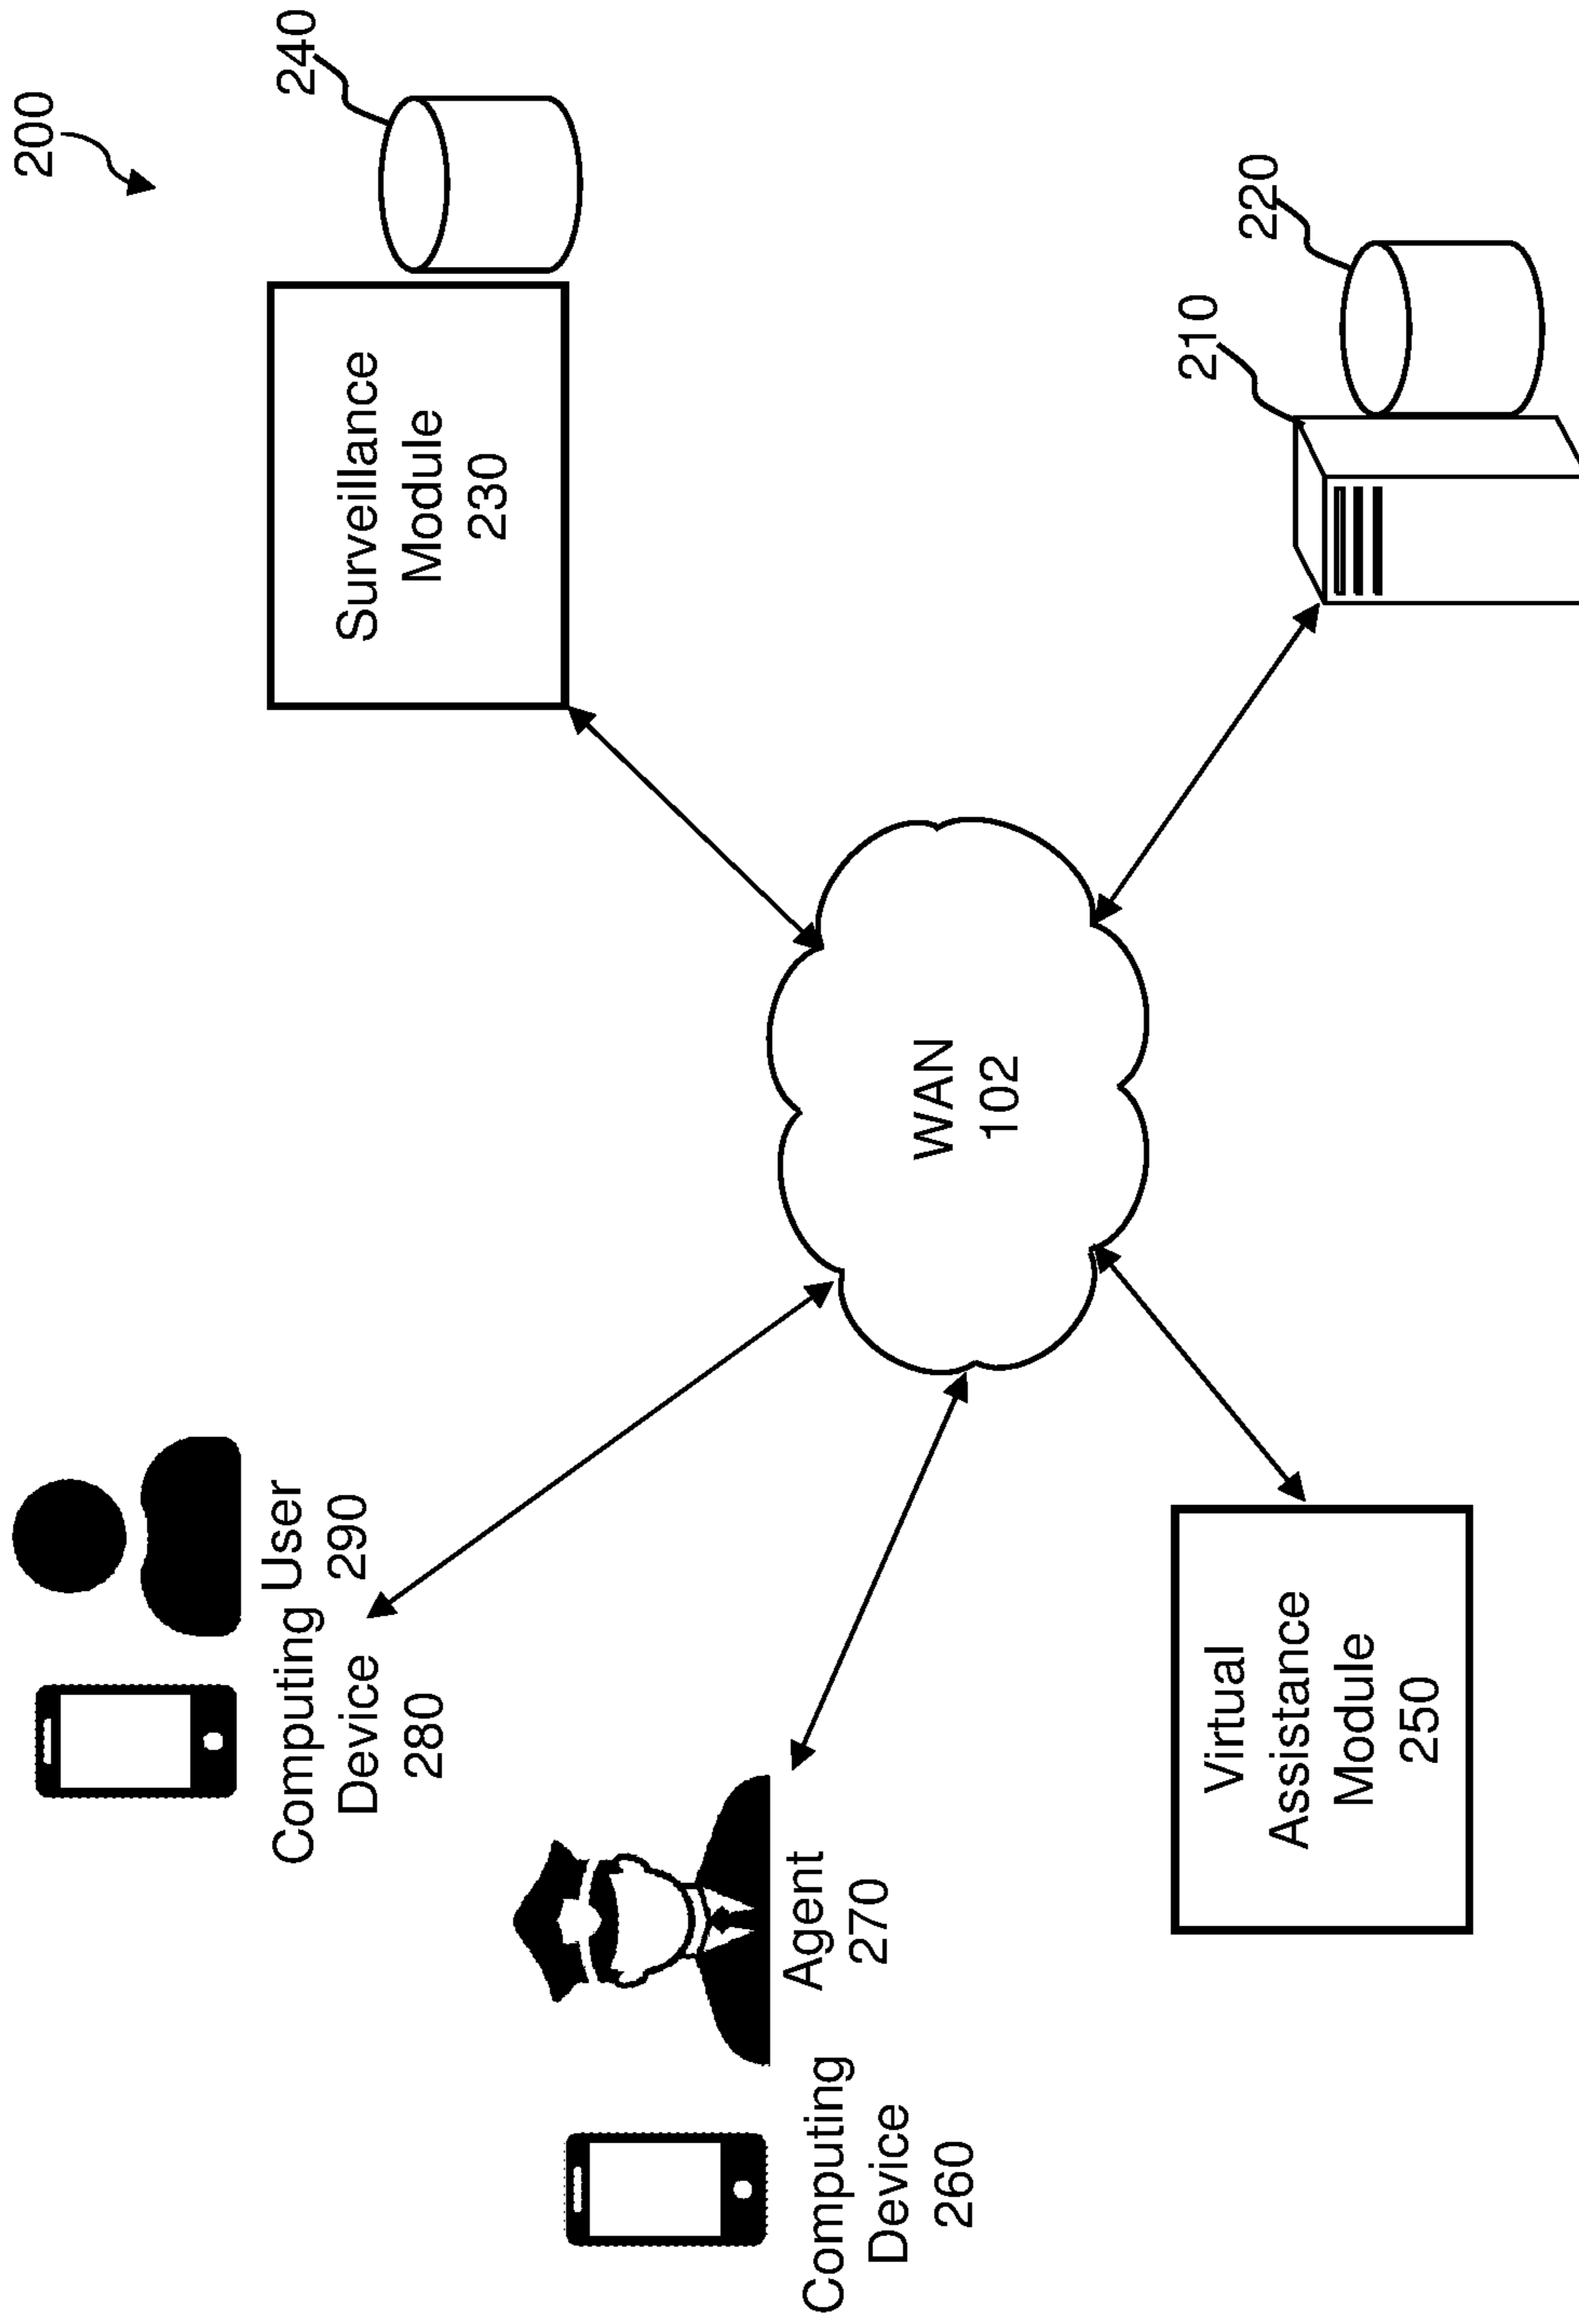 200
Computing
Device
280
User
290
Surveillance
Module
230
240
Computing
Device
260
Agent
270
WAN
102
Virtual
Assistance
Module
250
210
220